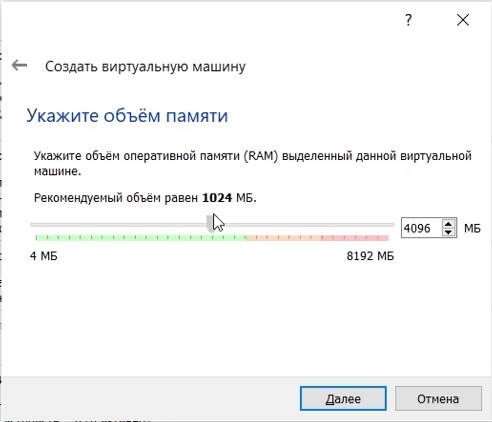 ?
Создать виртуальную машину
Укажите объём памяти
Укажите объём оперативной памяти (RAM) выделенный данной виртуальной
машине.
Рекомендуемый объём равен 1024 МБ.
4096 МБ
4 МБ 8192 МБ
Далее Отмена